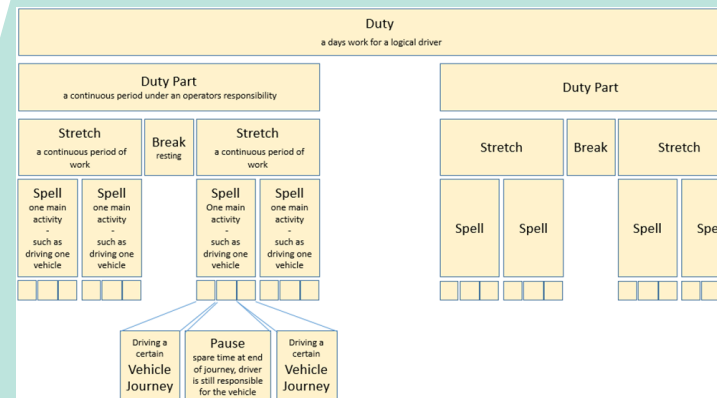 Duty
a days work for a logical driver
Duty Part
a continuous period under an operators responsibility
Duty Part
Stretch
a continuous period of
work
Break
resting
Stretch
a continuous period of
work
Stretch
Break
Stretch
Spell
one main
activity
-
such as
driving one
vehicle
Spell
one main
activity
-
such as
driving one
vehicle
Spell
One main
activity
-
such as
driving one
vehicle
Spell
one main
activity
-
such as
driving one
vehicle
Spell
Spell
Spell
Spe
Driving a
certain
Vehicle
Journey
Pause
spare time at end
of journey, driver
is still responsible
for the vehicle
Driving a
certain
Vehicle
Journey